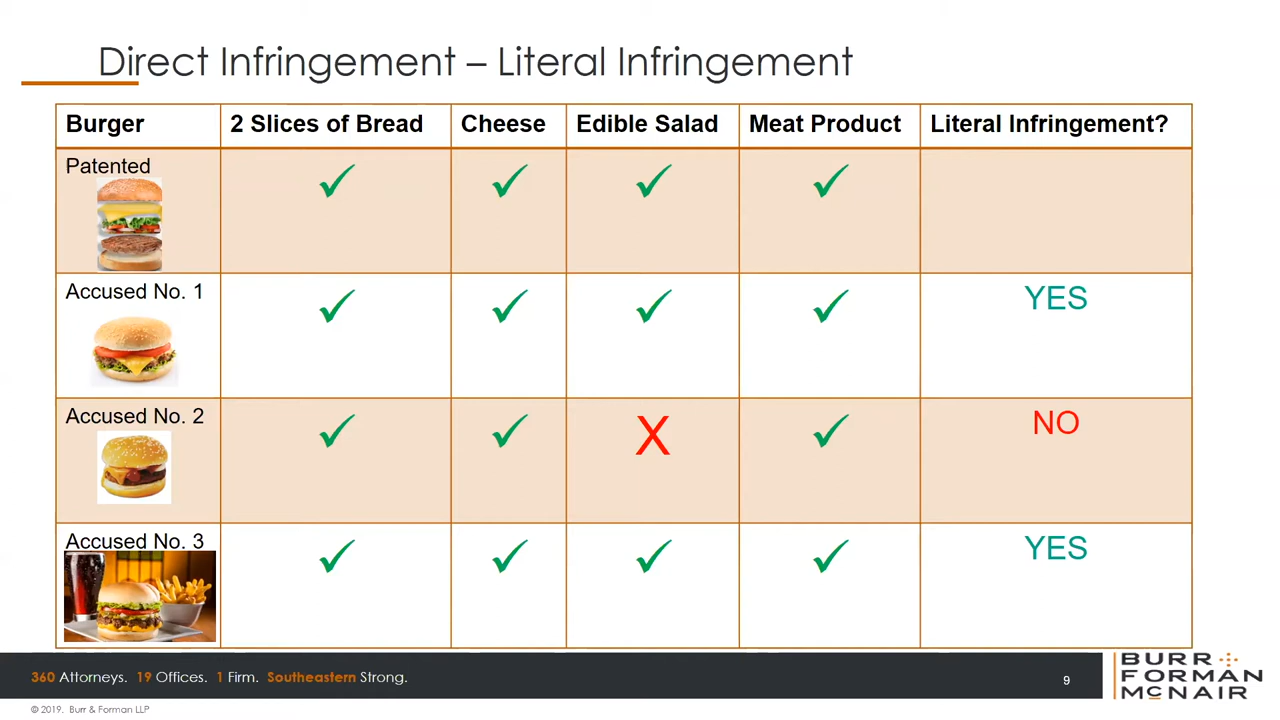 Direct Infringement – Literal Infringement
Burger 2 Slices of Bread Cheese Edible Salad Meat Product Literal Infringement?
Patented ✓ ✓ ✓ ✓
Accused No. 1 ✓ ✓ ✓ ✓ YES
Accused No. 2 ✓ ✓ X ✓ NO
Accused No. 3 ✓ ✓ ✓ ✓ YES
360 Attorneys. 19 Offices. 1 Firm. Southeastern Strong.
9
BURR
FORMAN
MCNAIR
© 2019. Burr & Forman LLP